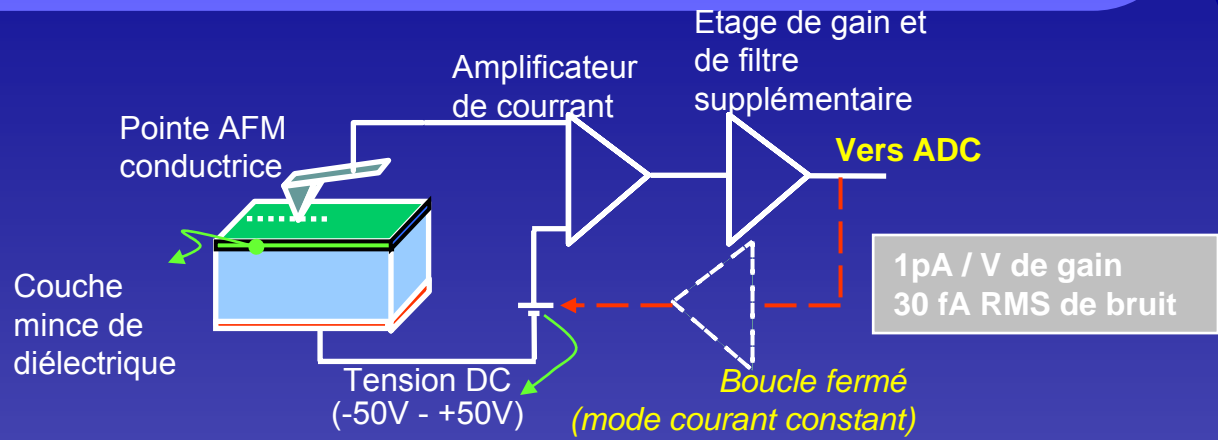 Etage de gain et
de filtre
supplémentaire
Amplificateur
de courrant
Pointe AFM
conductrice
Vers ADC
1pA / V de gain
30 fA RMS de bruit
Couche
mince de
diélectrique
Tension DC
(-50V - +50V)
Boucle fermé
(mode courant constant)